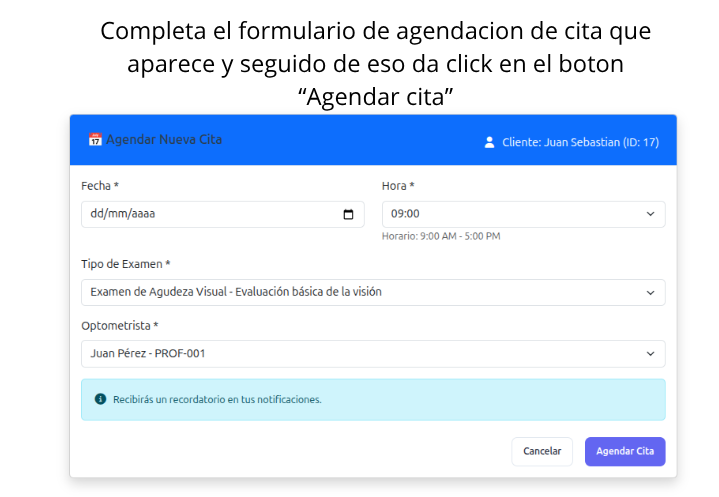 Completa el formulario de agendacion de cita que
aparece y seguido de eso da click en el boton
“Agendar cita”
17 Agendar Nueva Cita
Cliente: Juan Sebastian (ID: 17)
Fecha *
Hora *
dd/mm/aaaa
09:00
Horario: 9:00 AM - 5:00 PM
Tipo de Examen *
Examen de Agudeza Visual - Evaluación básica de la visión
Optometrista *
Juan Pérez - PROF-001
Recibirás un recordatorio en tus notificaciones.
Cancelar
Agendar Cita